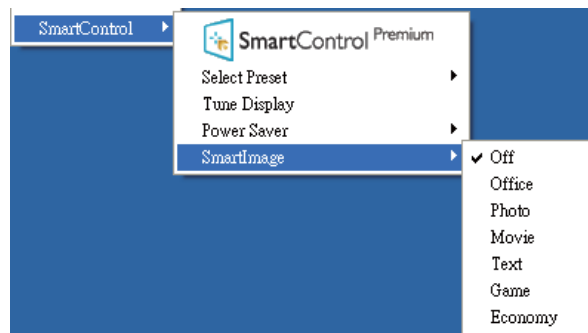 SmartControl
SmartControl Premium
Select Preset
Tune Display
Power Saver
SmartImage
Off
Office
Photo
Movie
Text
Game
Economy